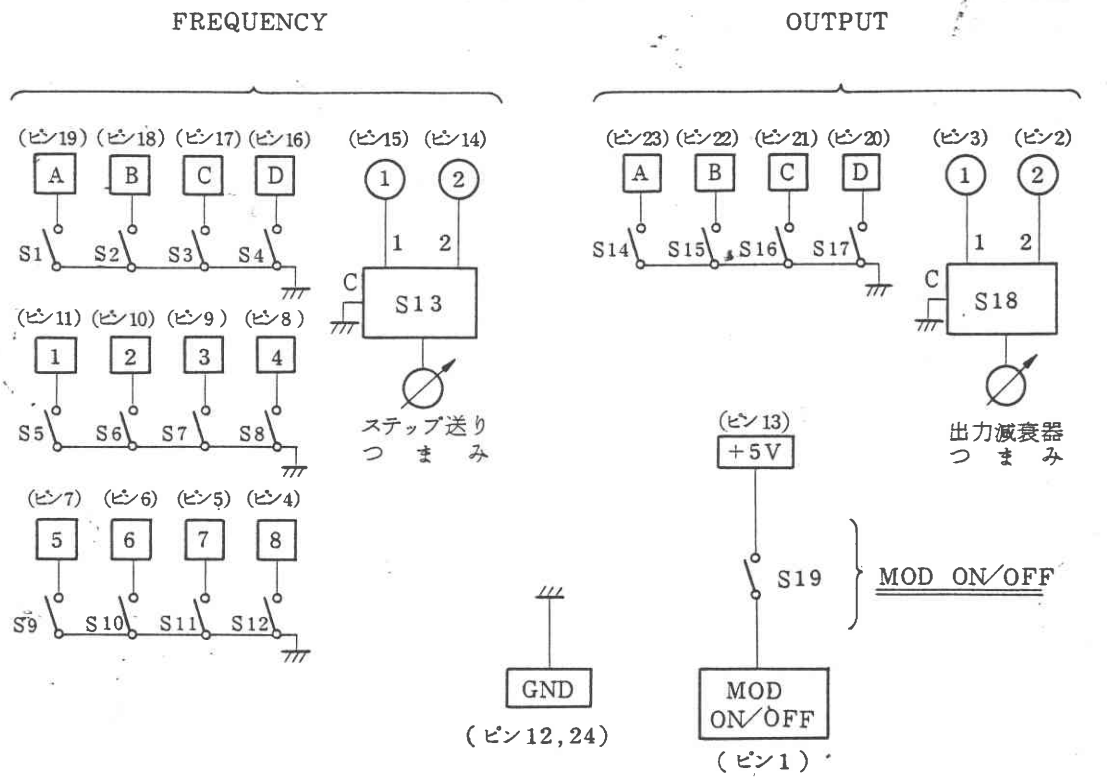 FREQUENCY
OUTPUT
(ピン19) (ピン18) (ピン17) (ピン16) (ピン15) (ピン14)
A B C D 1 2
S1 S2 S3 S4
1 2
C
S13
ステップ送り
つまみ
(ピン11) (ピン10) (ピン9) (ピン8)
1 2 3 4
S5 S6 S7 S8
(ピン7) (ピン6) (ピン5) (ピン4)
5 6 7 8
S9 S10 S11 S12
(ピン23) (ピン22) (ピン21) (ピン20) (ピン3) (ピン2)
A B C D 1 2
S14 S15 S16 S17
1 2
C
S18
出力減衰器
つまみ
(ピン13)
+5V
S19
MOD ON/OFF
GND
(ピン12,24)
MOD
ON/OFF
(ピン1)